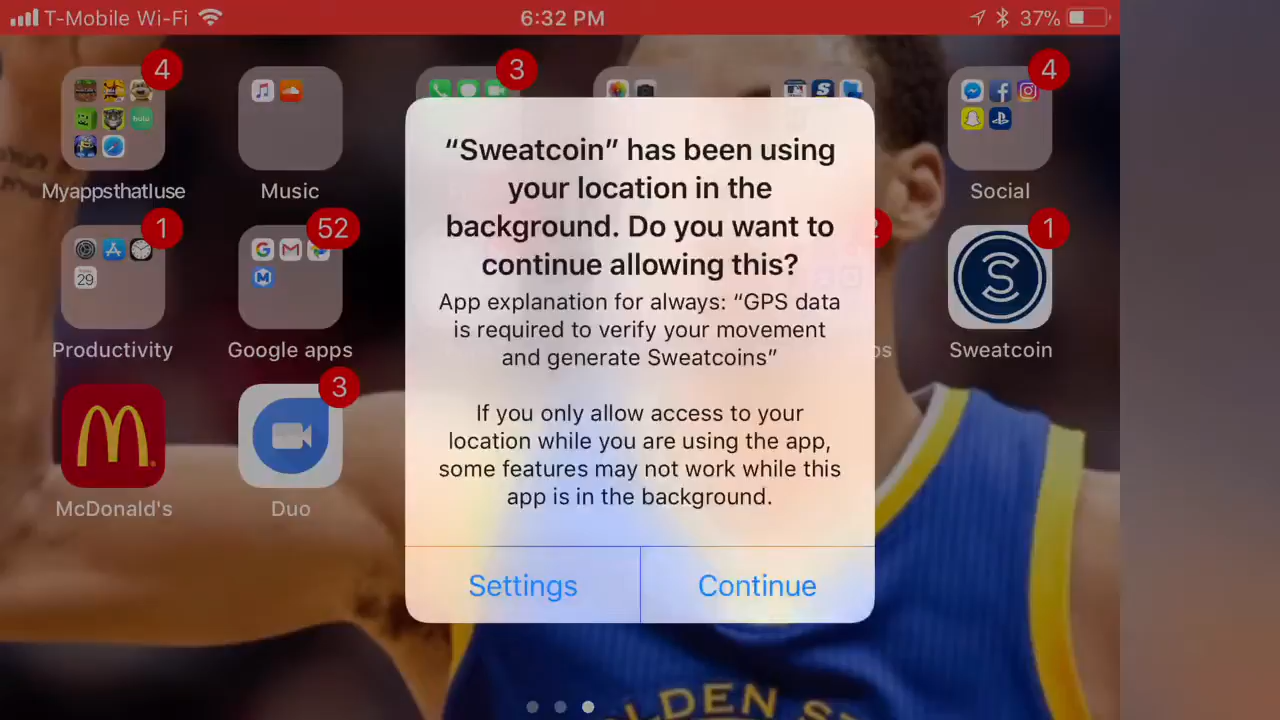 T-Mobile Wi-Fi
6:32 PM
37%
4
3
4
Myappsthatluse
Music
Social
“Sweatcoin” has been using
your location in the
background. Do you want to
continue allowing this?
App explanation for always: “GPS data
is required to verify your movement
and generate Sweatcoins”
If you only allow access to your
location while you are using the app,
some features may not work while this
app is in the background.
Settings
Continue
1
52
2
1
29
hulu
Productivity
Google apps
Sweatcoin
3
McDonald's
Duo